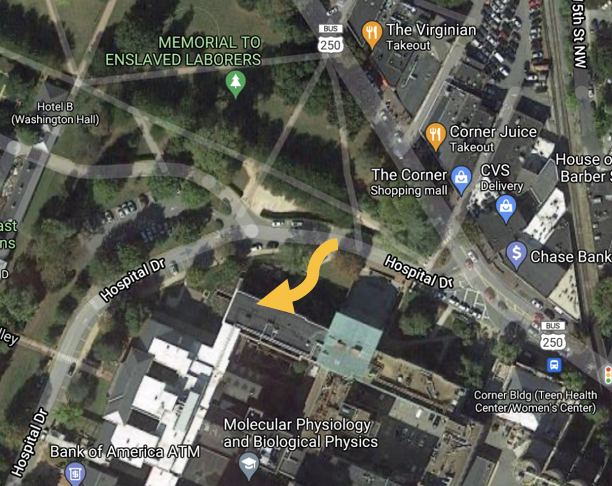 BUS
250
The Virginian
Takeout
5th St NW
MEMORIAL TO
ENSLAVED LABORERS
Hotel B
(Washington Hall)
Corner Juice
Takeout
The Corner
Shopping mall
CVS
Delivery
House o
Barber S
ast
ns
D
Chase Bank
Hospital Dr
Hospital Dr
BUS
250
lley
Hospital Dr
Corner Bldg (Teen Health
Center/Women's Center)
Molecular Physiology
and Biological Physics
Bank of America ATM
$
$